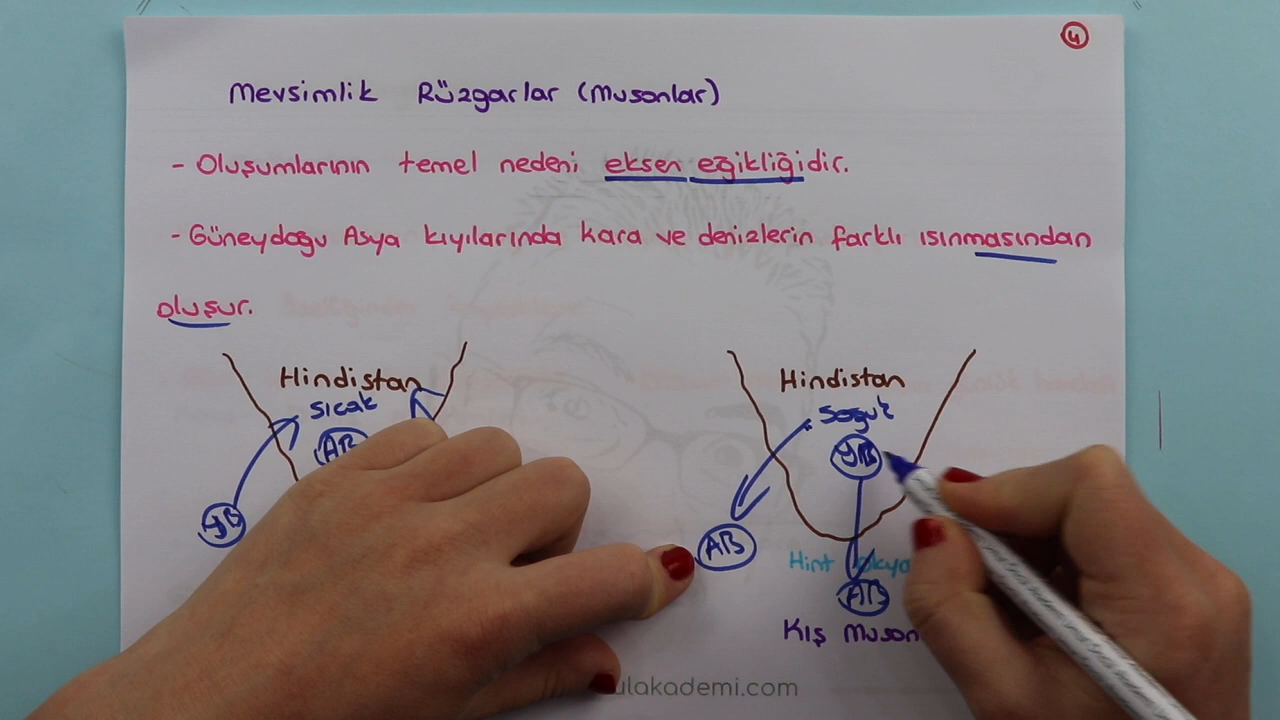 4
Mevsimlik Rüzgarlar (Musonlar)
- Oluşumlarının temel nedeni eksen eğikliğidir.
- Güneydoğu Asya kıyılarında kara ve denizlerin farklı ısınmasından
oluşur.
Hindistan
Sıcak
AB
YB
Hindistan
Soğuk
YB
AB
Hint
AB
Kış Muson
ulakademi.com